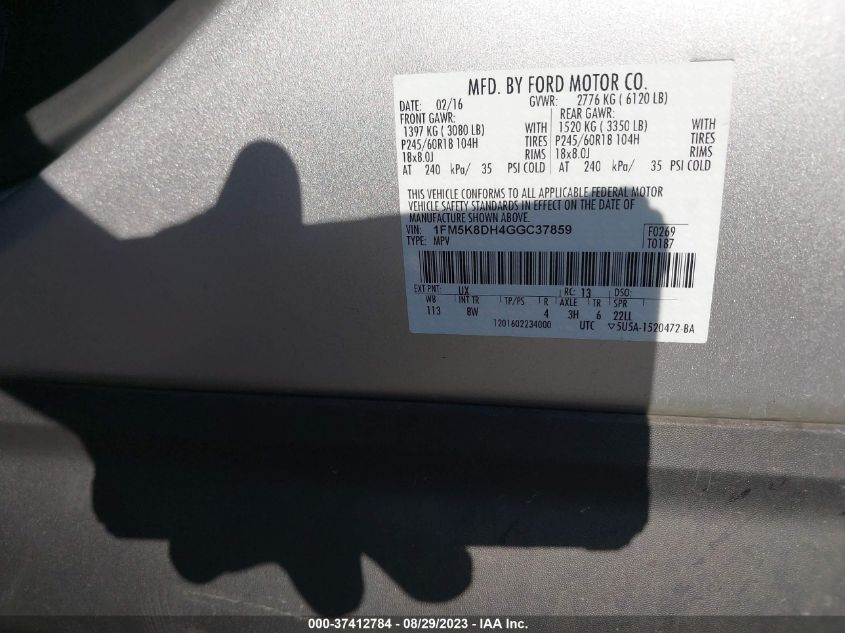 MFD. BY FORD MOTOR CO.
DATE: 02/16 GVWR: 2776 KG ( 6120 LB)
FRONT GAWR: REAR GAWR:
1397 KG ( 3080 LB) WITH 1520 KG ( 3350 LB) WITH
P245/60R18 104H TIRES P245/60R18 104H TIRES
18x8.0J RIMS 18x8.0J RIMS
AT 240 kPa/ 35 PSI COLD AT 240 kPa/ 35 PSI COLD
THIS VEHICLE CONFORMS TO ALL APPLICABLE FEDERAL MOTOR
VEHICLE SAFETY STANDARDS IN EFFECT ON THE DATE OF
MANUFACTURE SHOWN ABOVE.
VIN: 1FM5K8DH4GGC37859 F0269
TYPE: MPV T0187
EXT PNT: UX RC: 13 DSO:
WB INT TR TP/PS R AXLE TR SPR
113 8W 4 3H 6 22LL
1201602234000 UTC ▽5U5A-1520472-BA
000-37412784 - 08/29/2023 - IAA Inc.